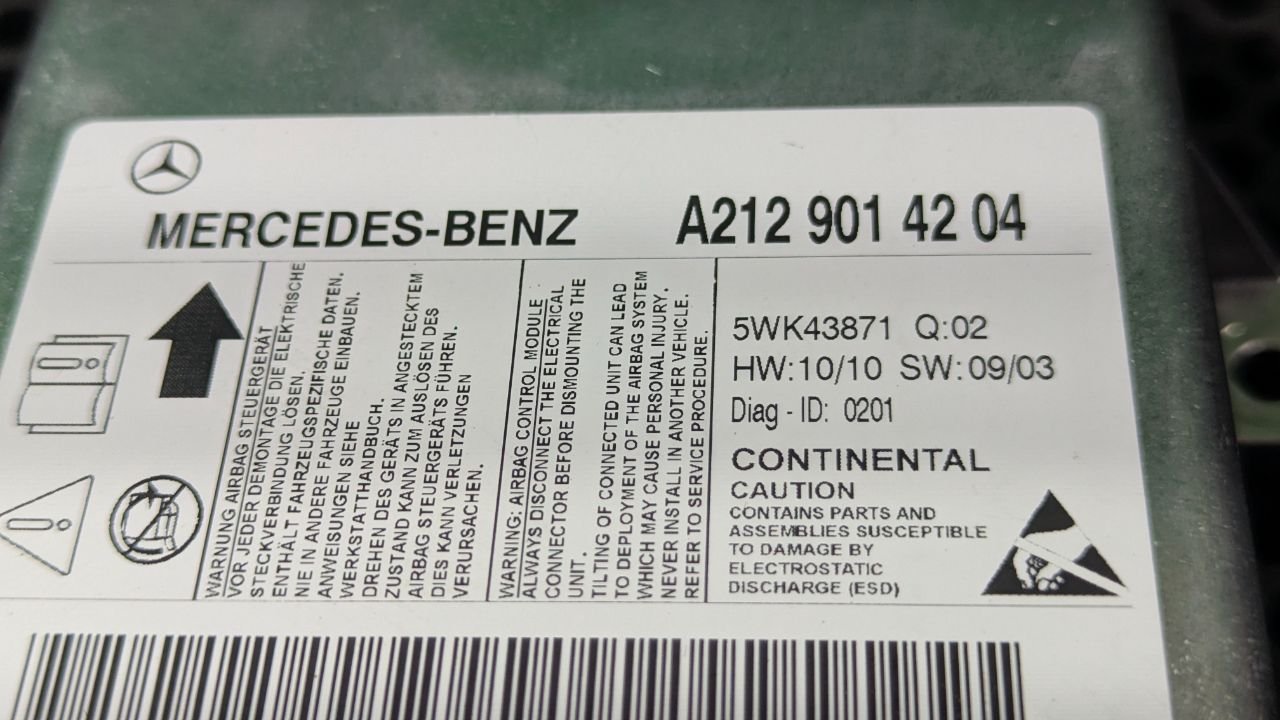 MERCEDES-BENZ
A212 901 42 04
WARNUNG AIRBAG STEUERGERÄT
VOR JEDER DEMONTAGE DIE ELEKTRISCHE
STECKVERBINDUNG LÖSEN.
ENTHÄLT FAHRZEUGSPEZIFISCHE DATEN.
NIE IN ANDERE FAHRZEUGE EINBAUEN.
ANWEISUNGEN SIEHE
WERKSTATTHANDBUCH.
DREHEN DES GERÄTS IN ANGESTECKTEM
ZUSTAND KANN ZUM AUSLÖSEN DES
AIRBAG STEUERGERÄTS FÜHREN.
DIES KANN VERLETZUNGEN
VERURSACHEN.
WARNING: AIRBAG CONTROL MODULE
ALWAYS DISCONNECT THE ELECTRICAL
CONNECTOR BEFORE DISMOUNTING THE
UNIT.
TILTING OF CONNECTED UNIT CAN LEAD
TO DEPLOYMENT OF THE AIRBAG SYSTEM
WHICH MAY CAUSE PERSONAL INJURY.
NEVER INSTALL IN ANOTHER VEHICLE.
REFER TO SERVICE PROCEDURE.
5WK43871 Q:02
HW:10/10 SW:09/03
Diag - ID: 0201
CONTINENTAL
CAUTION
CONTAINS PARTS AND
ASSEMBLIES SUSCEPTIBLE
TO DAMAGE BY
ELECTROSTATIC
DISCHARGE (ESD)